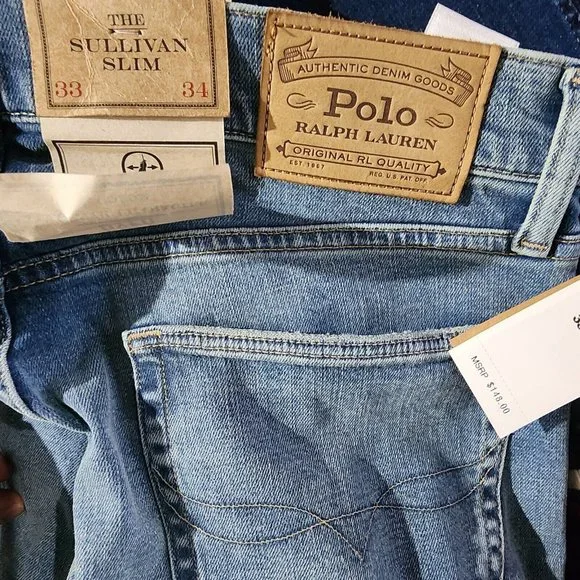 THE
SULLIVAN
SLIM
33 34
AUTHENTIC DENIM GOODS
Polo
RALPH LAUREN
ORIGINAL RL QUALITY
EST. 1967 REG. U.S. PAT. OFF.
MSRP $148.00